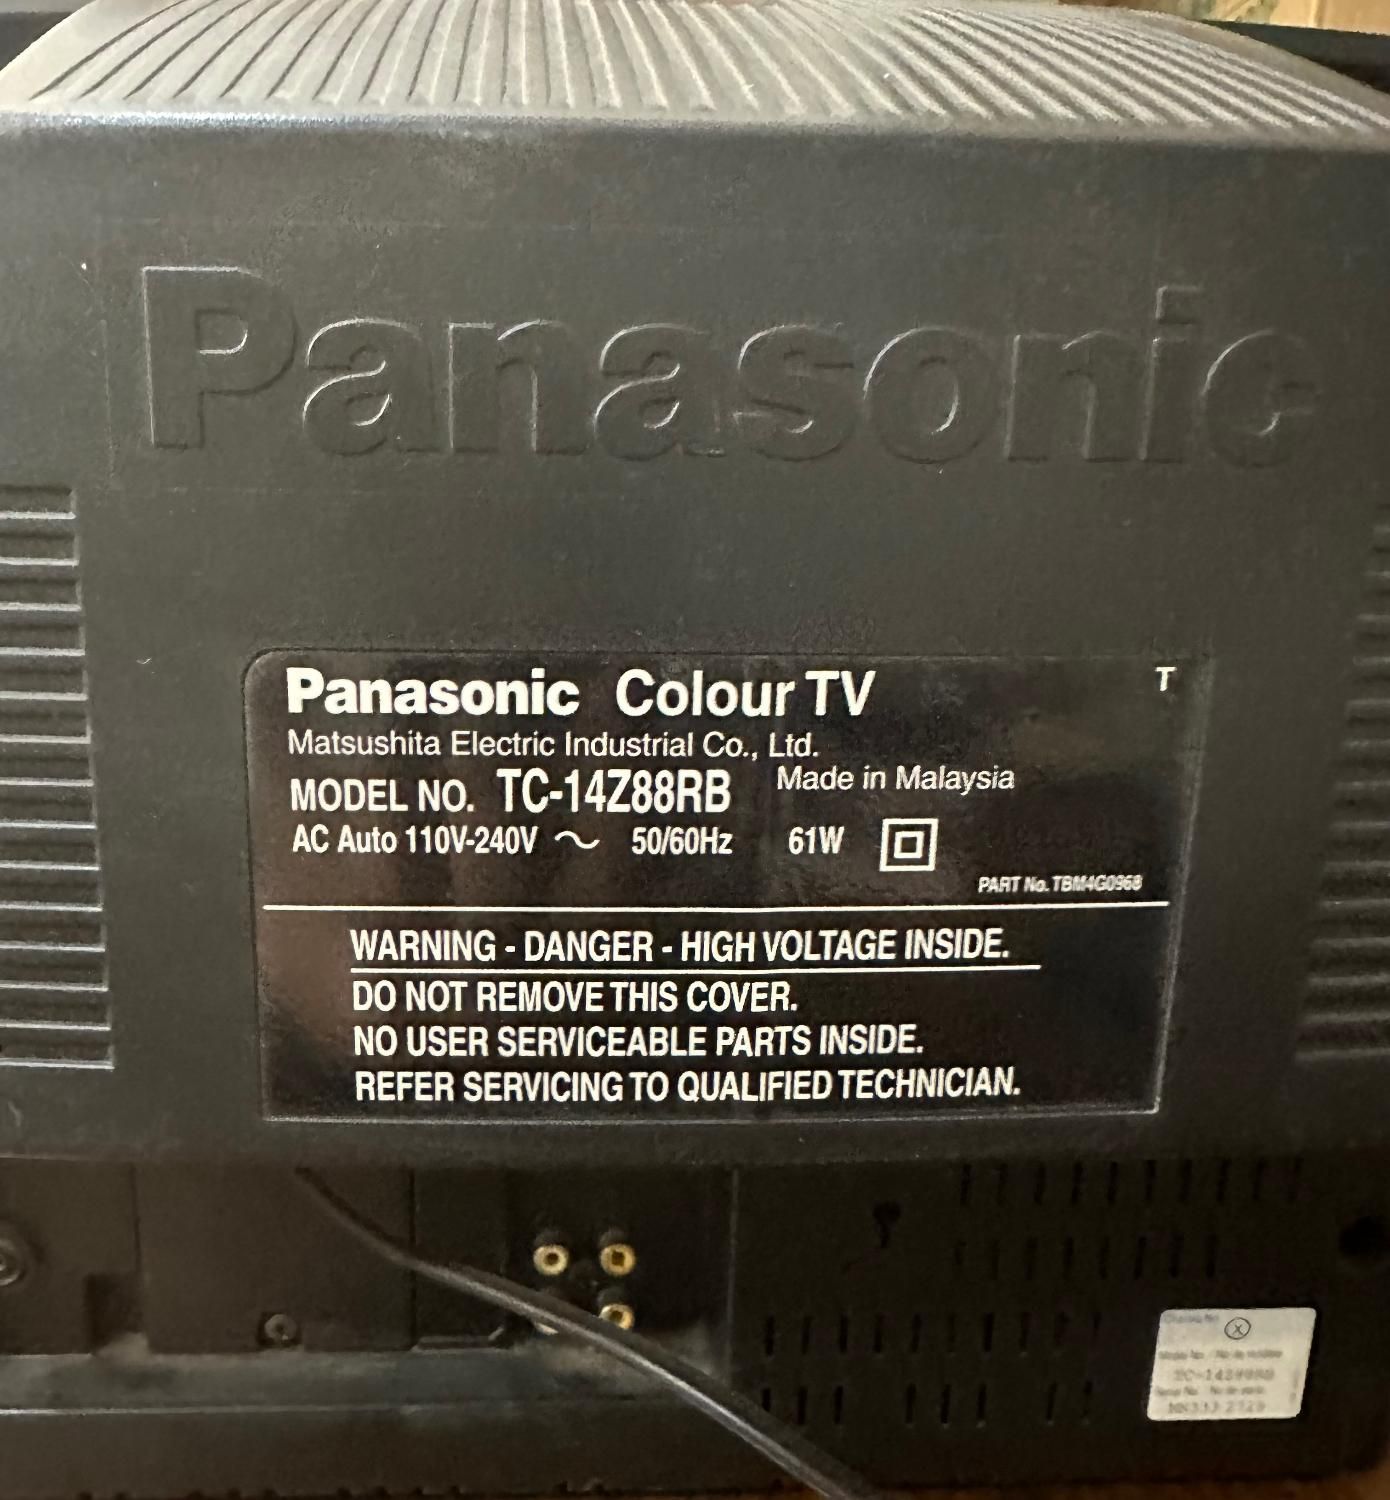 Panasonic
Panasonic Colour TV T
Matsushita Electric Industrial Co., Ltd.
MODEL NO. TC-14Z88RB Made in Malaysia
AC Auto 110V-240V ～ 50/60Hz 61W
PART No. TBM4G0968
WARNING - DANGER - HIGH VOLTAGE INSIDE.
DO NOT REMOVE THIS COVER.
NO USER SERVICEABLE PARTS INSIDE.
REFER SERVICING TO QUALIFIED TECHNICIAN.
X